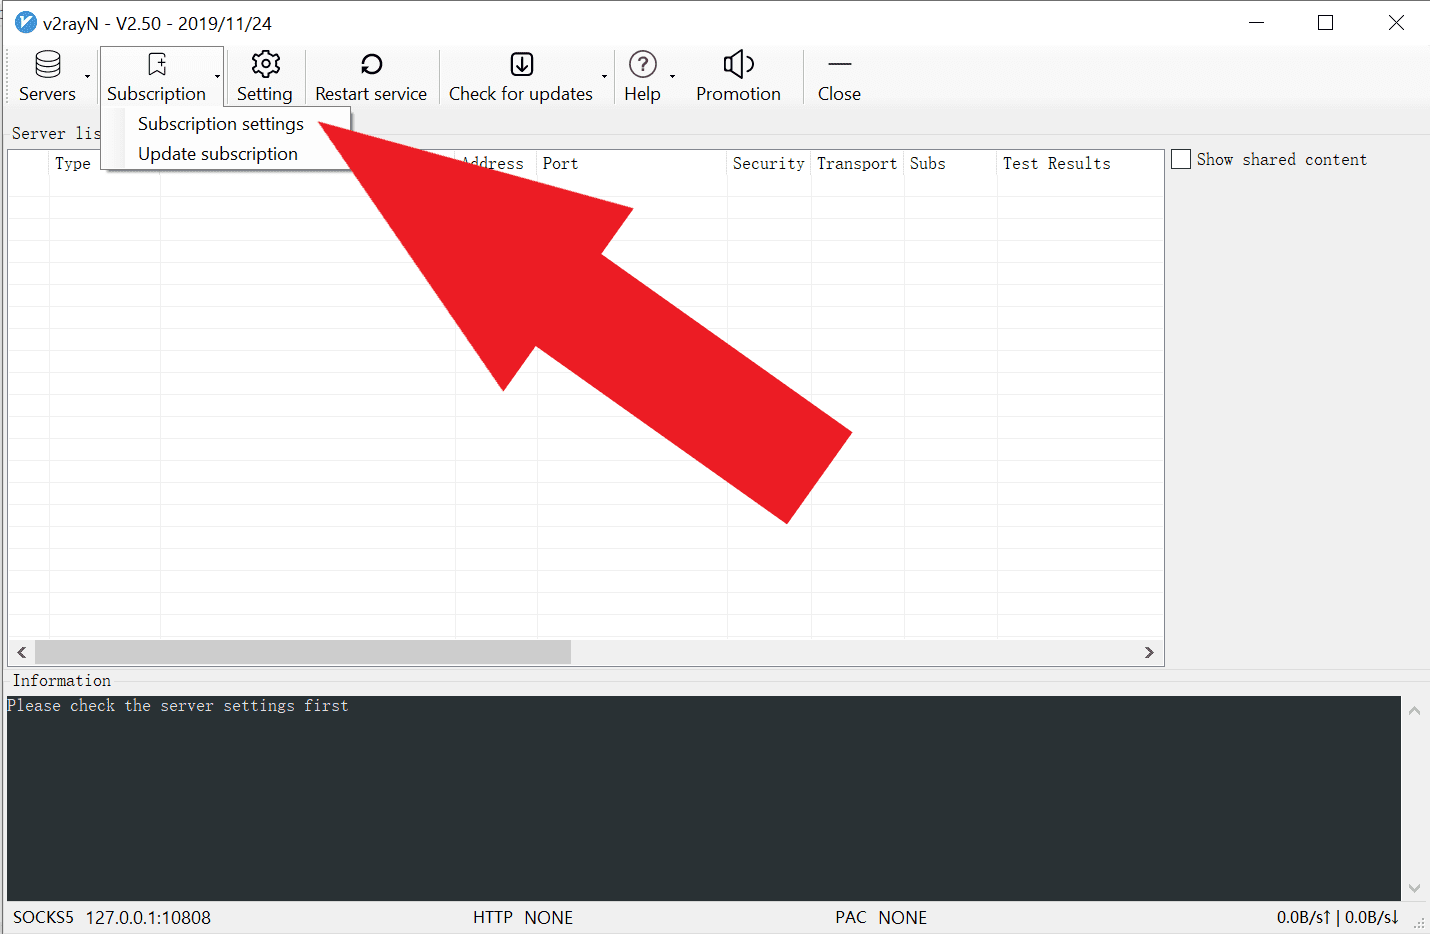 v2rayN - V2.50 - 2019/11/24
Servers Subscription Setting Restart service Check for updates Help Promotion Close
Subscription settings
Update subscription
Server lis
Type Address Port Security Transport Subs Test Results
Show shared content
Information
Please check the server settings first
SOCKS5 127.0.0.1:10808 HTTP NONE PAC NONE 0.0B/s↑ | 0.0B/s↓